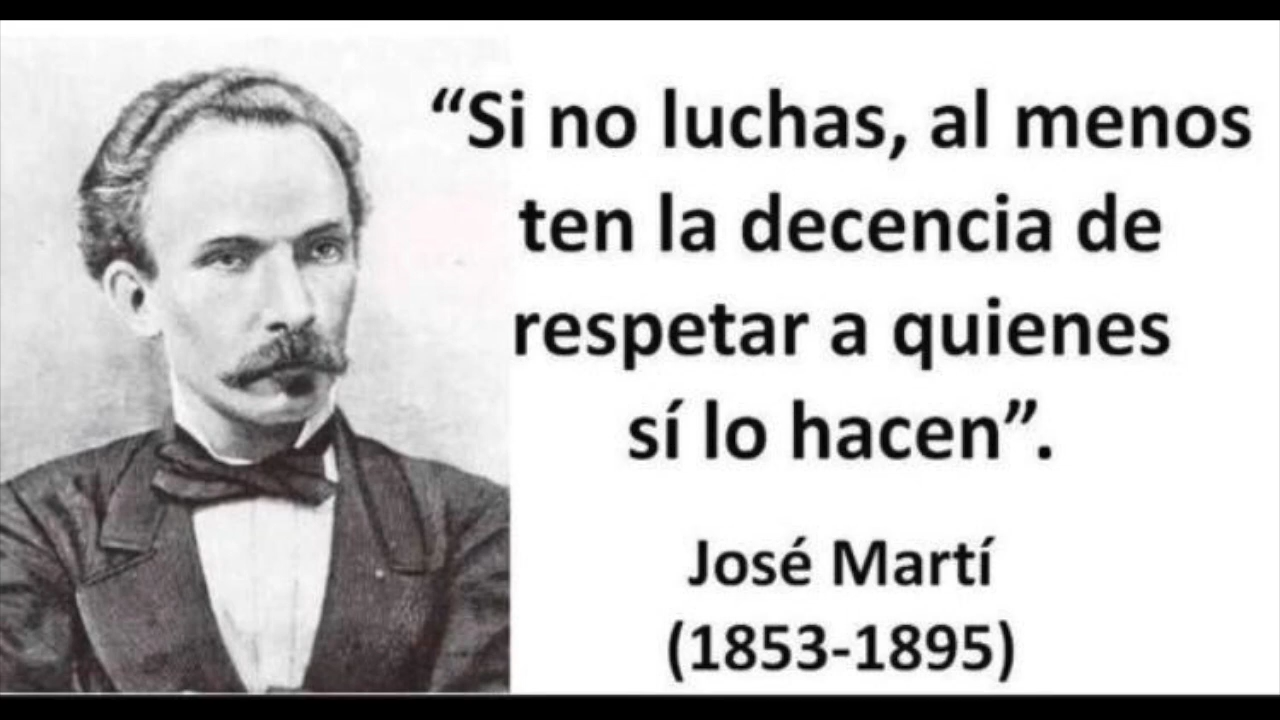 “Si no luchas, al menos
ten la decencia de
respetar a quienes
sí lo hacen”.
José Martí
(1853-1895)